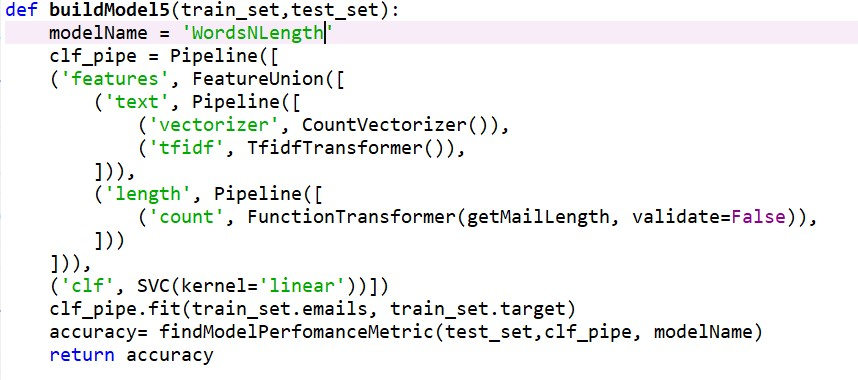 def buildModel5(train_set,test_set):
    modelName = 'WordsNLength'
    clf_pipe = Pipeline([
    ('features', FeatureUnion([
        ('text', Pipeline([
            ('vectorizer', CountVectorizer()),
            ('tfidf', TfidfTransformer()),
        ])),
        ('length', Pipeline([
            ('count', FunctionTransformer(getMailLength, validate=False)),
        ]))
    ])),
    ('clf', SVC(kernel='linear'))])
    clf_pipe.fit(train_set.emails, train_set.target)
    accuracy= findModelPerfomanceMetric(test_set,clf_pipe, modelName)
    return accuracy